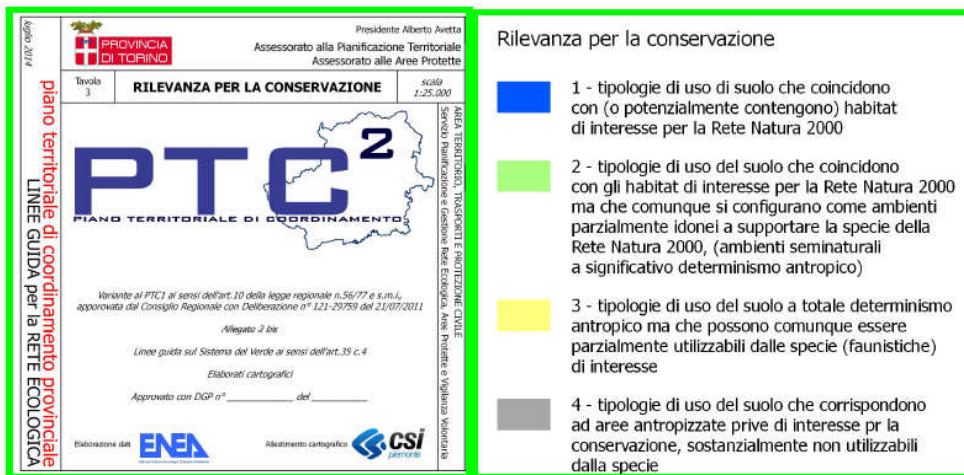 luglio 2014
piano territoriale di coordinamento provinciale
LINEE GUIDA per la RETE ECOLOGICA
PROVINCIA
DI TORINO
Presidente Alberto Avetta
Assessorato alla Pianificazione Territoriale
Assessorato alle Aree Protette
Tavola
3
RILEVANZA PER LA CONSERVAZIONE
scala
1:25.000
AREA TERRITORIO, TRASPORTI E PROTEZIONE CIVILE
Servizio Pianificazione e Gestione Rete Ecologica, Aree Protette e Vigilanza Volontaria
PTC2
PIANO TERRITORIALE DI COORDINAMENTO
Variante al PTC1 ai sensi dell'art.10 della legge regionale n.56/77 e s.m.i.,
approvata dal Consiglio Regionale con Deliberazione n° 121-29759 del 21/07/2011
Allegato 3 bis
Linee guida sul Sistema del Verde ai sensi dell'art.35 c.4
Elaborati cartografici
Approvato con DGP n° ____________ del __________
Elaborazione dati
ENEA
Allestimento cartografico
CSI
piemonte
Rilevanza per la conservazione
1 - tipologie di uso di suolo che coincidono
con (o potenzialmente contengono) habitat
di interesse per la Rete Natura 2000
2 - tipologie di uso del suolo che coincidono
con gli habitat di interesse per la Rete Natura 2000
ma che comunque si configurano come ambienti
parzialmente idonei a supportare la specie della
Rete Natura 2000, (ambienti seminaturali
a significativo determinismo antropico)
3 - tipologie di uso del suolo a totale determinismo
antropico ma che possono comunque essere
parzialmente utilizzabili dalle specie (faunistiche)
di interesse
4 - tipologie di uso del suolo che corrispondono
ad aree antropizzate prive di interesse pr la
conservazione, sostanzialmente non utilizzabili
dalla specie